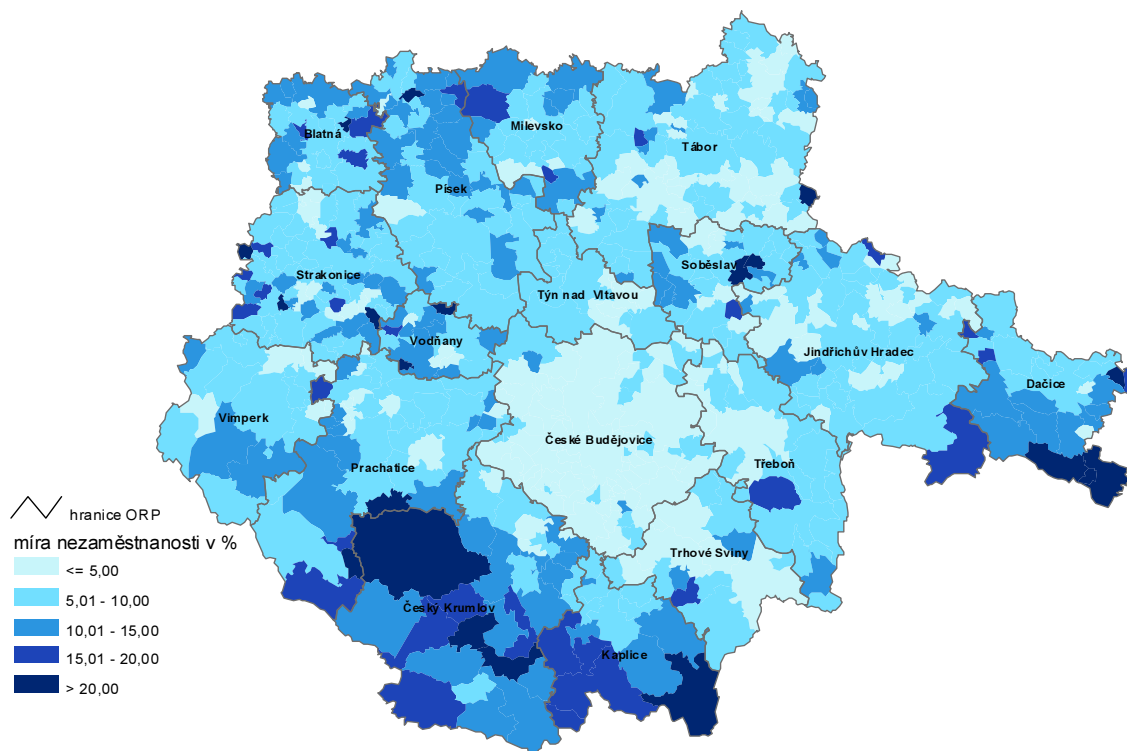 Milevsko
Blatná
Tábor
Písek
Soběslav
Strakonice
Týn nad Vltavou
Vodňany
Jindřichův Hradec
Dačice
Vimperk
České Budějovice
Prachatice
Třeboň
hranice ORP
míra nezaměstnanosti v %
Trhové Sviny
<= 5,00
5,01 - 10,00
Český Krumlov
10,01 - 15,00
Kaplice
15,01 - 20,00
> 20,00